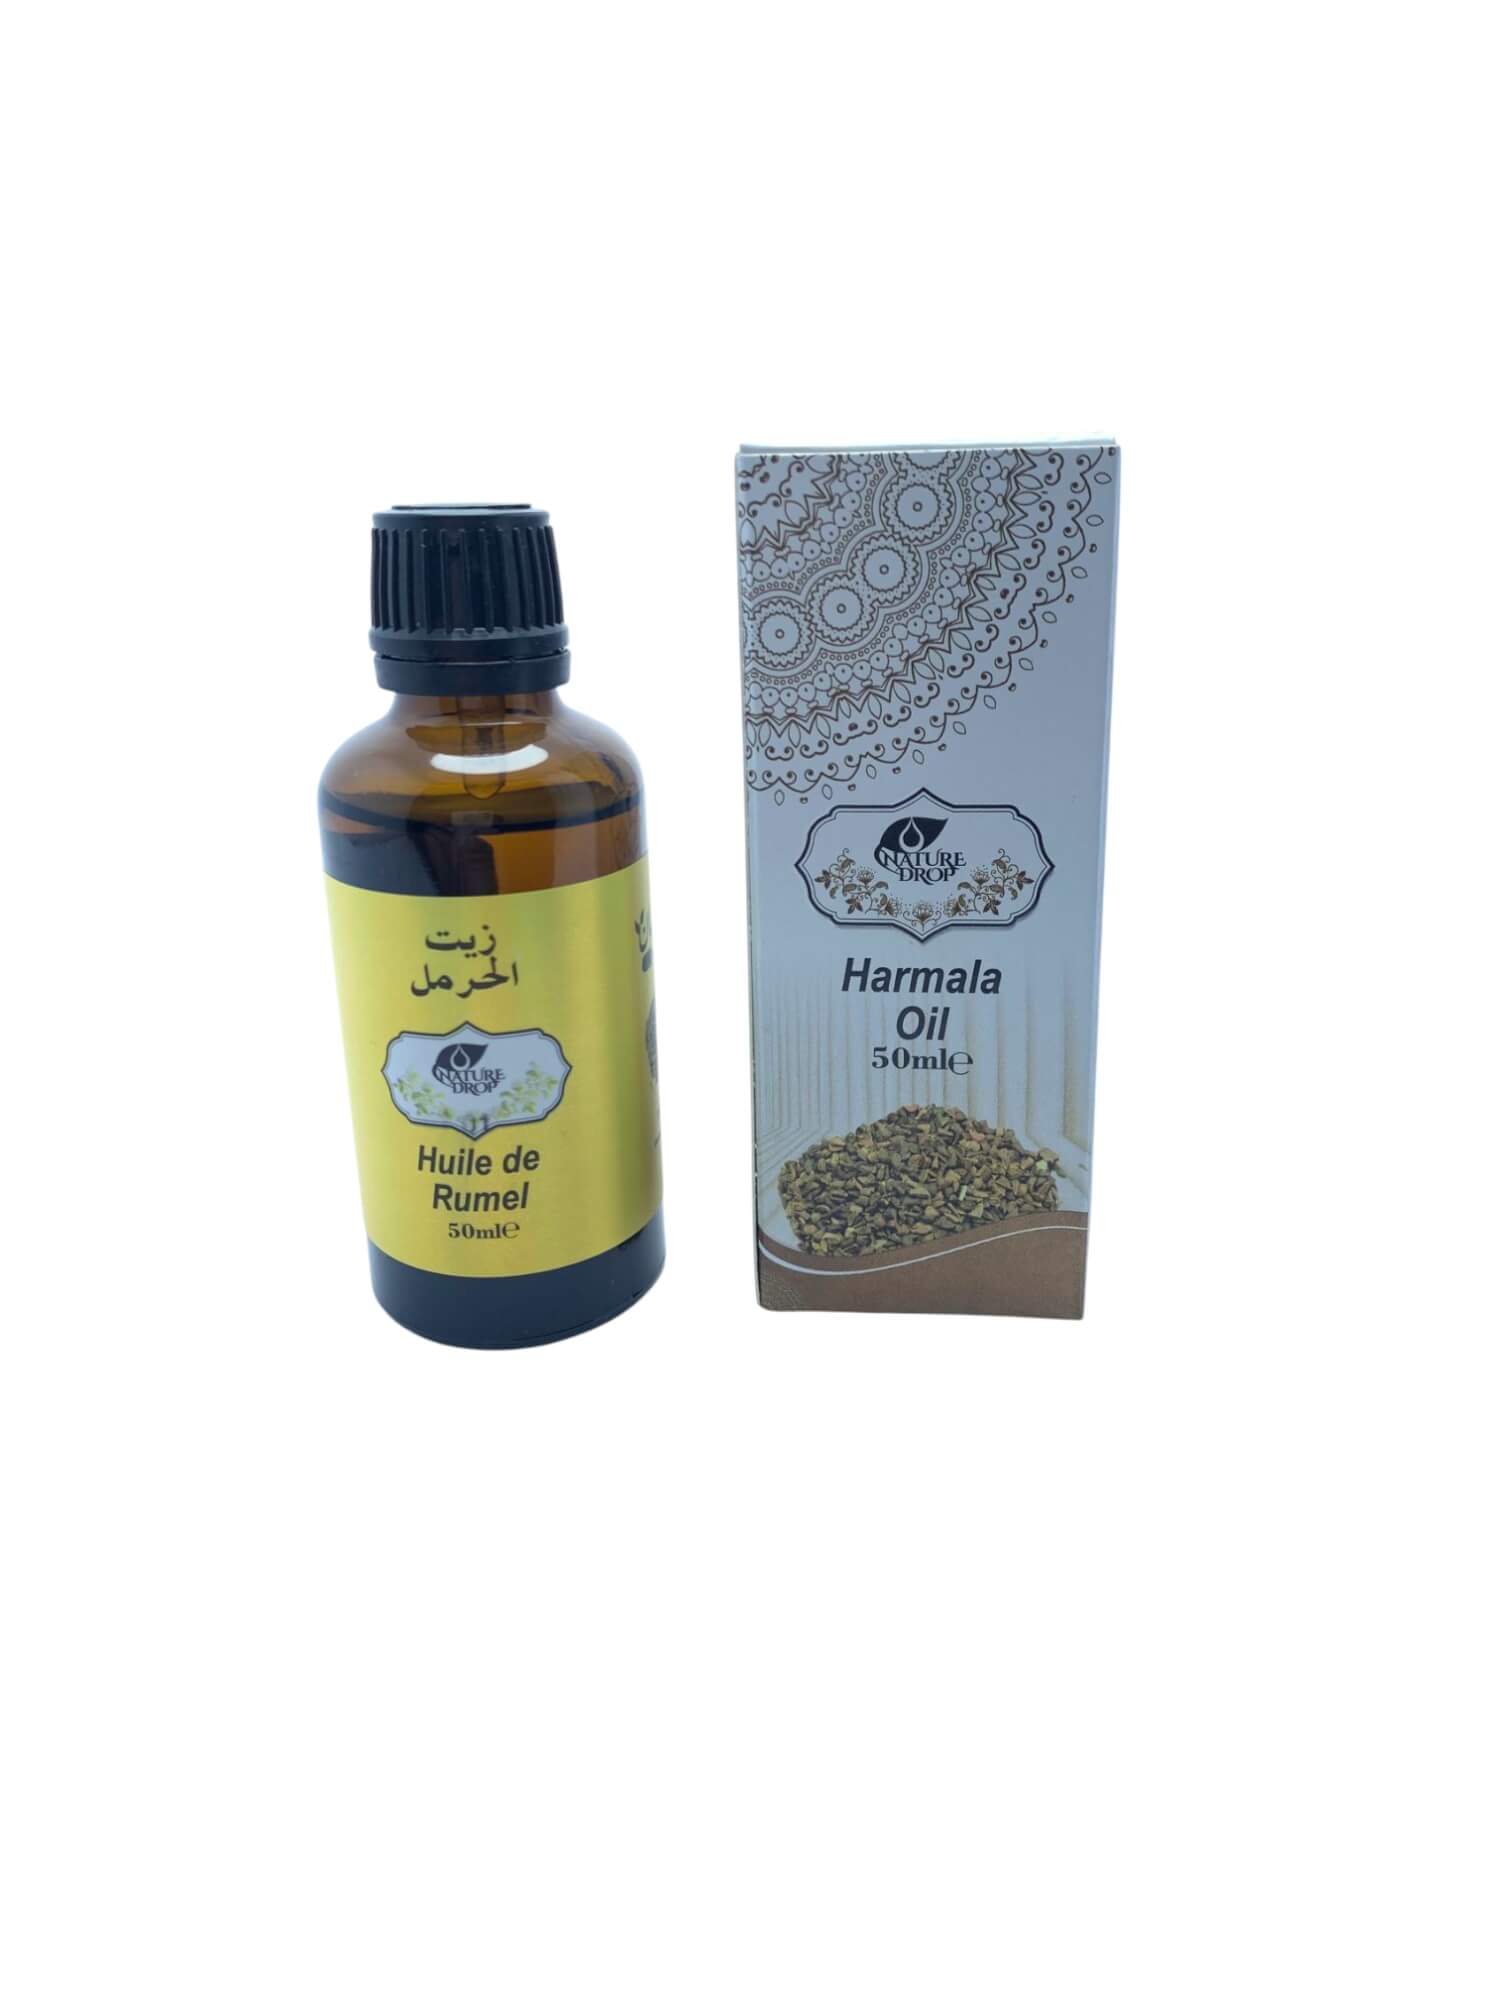 زيت
الحرمل
NATURE
DROP
Huile de
Rumel
50ml℮
NATURE
DROP
Harmala
Oil
50ml℮